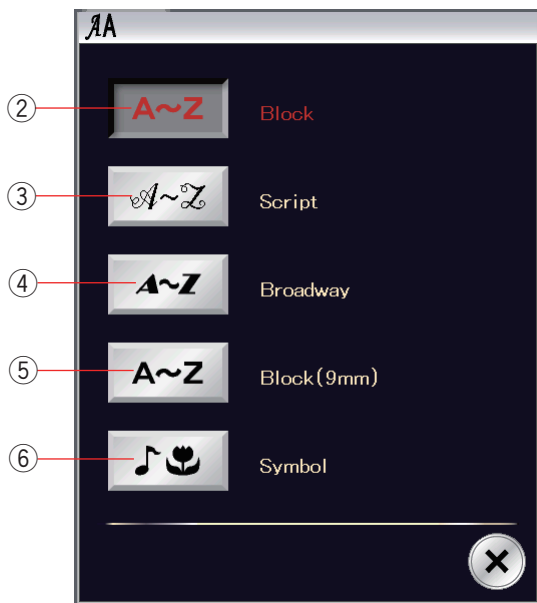 AA
② A~Z Block
③ A~Z Script
④ A~Z Broadway
⑤ A~Z Block(9mm)
⑥ Symbol